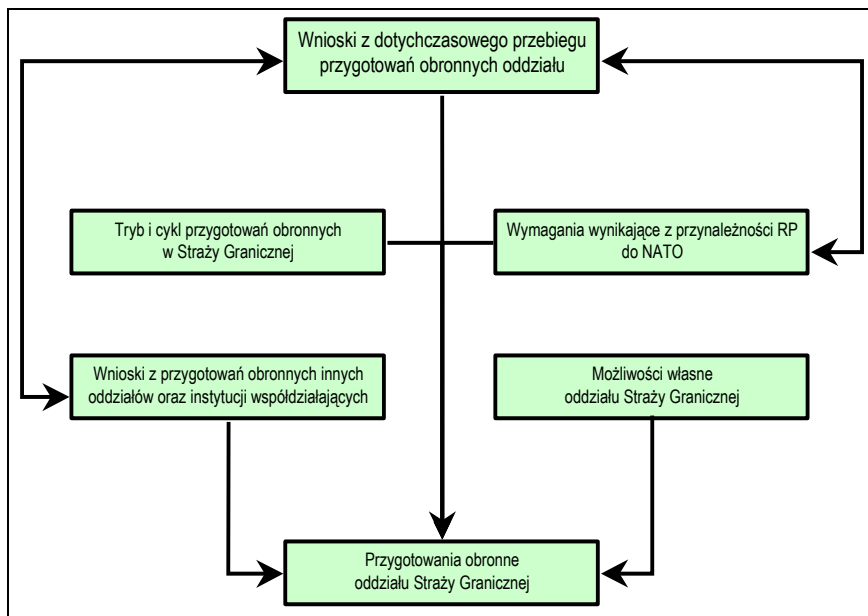 Wnioski z dotychczasowego przebiegu
przygotowań obronnych oddziału
Tryb i cykl przygotowań obronnych
w Straży Granicznej
Wymagania wynikające z przynależności RP
do NATO
Wnioski z przygotowań obronnych innych
oddziałów oraz instytucji współdziałających
Możliwości własne
oddziału Straży Granicznej
Przygotowania obronne
oddziału Straży Granicznej